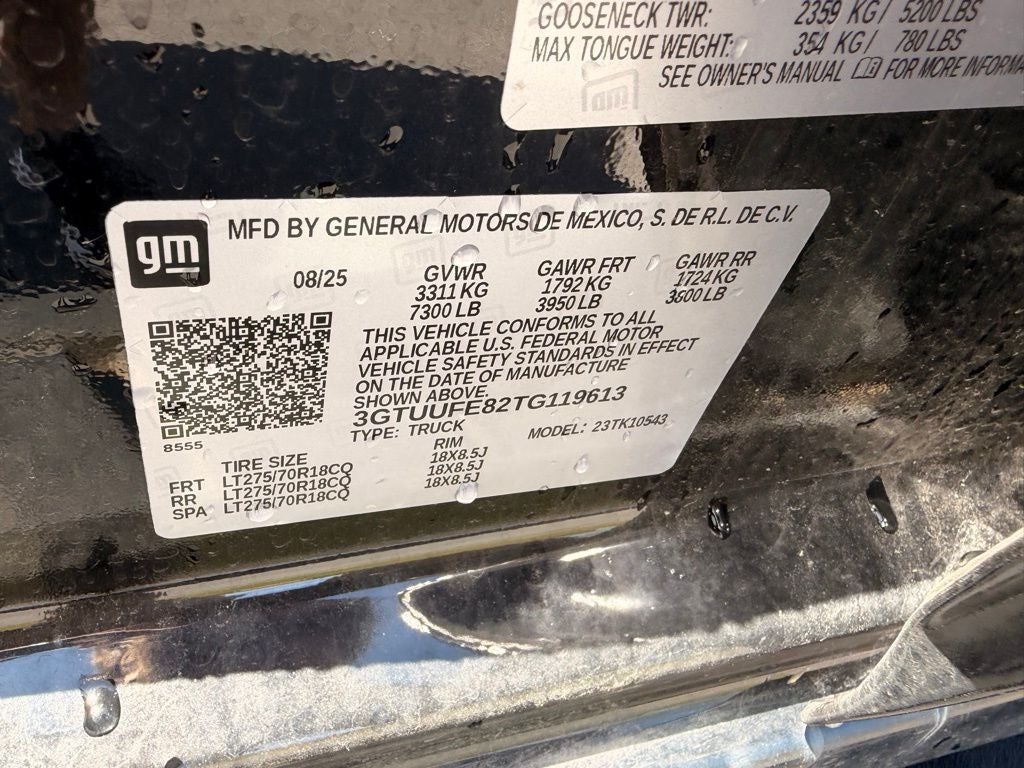 GOOSENECK TWR: 2359 KG / 5200 LBS
MAX TONGUE WEIGHT: 354 KG / 780 LBS
SEE OWNER'S MANUAL FOR MORE INFORMA
gm
MFD BY GENERAL MOTORS DE MEXICO, S. DE R.L. DE C.V.
08/25 GVWR GAWR FRT GAWR RR
3311 KG 1792 KG 1724 KG
7300 LB 3950 LB 3800 LB
THIS VEHICLE CONFORMS TO ALL
APPLICABLE U.S. FEDERAL MOTOR
VEHICLE SAFETY STANDARDS IN EFFECT
ON THE DATE OF MANUFACTURE
SHOWN ABOVE.
3GTUUFE82TG119613
TYPE: TRUCK MODEL: 23TK10543
8555
TIRE SIZE RIM
FRT LT275/70R18CQ 18X8.5J
RR LT275/70R18CQ 18X8.5J
SPA LT275/70R18CQ 18X8.5J